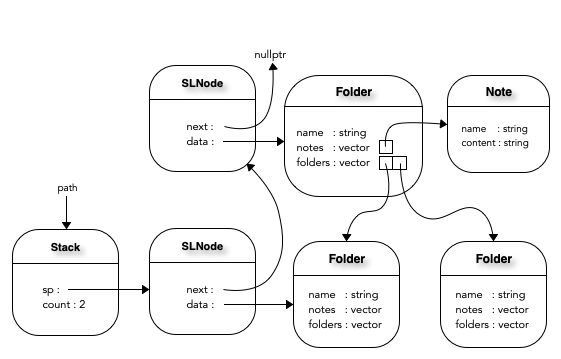 nullptr
SLNode
next :
data :
Folder
name : string
notes : vector
folders : vector
Note
name : string
content : string
path
Stack
sp :
count : 2
SLNode
next :
data :
Folder
name : string
notes : vector
folders : vector
Folder
name : string
notes : vector
folders : vector